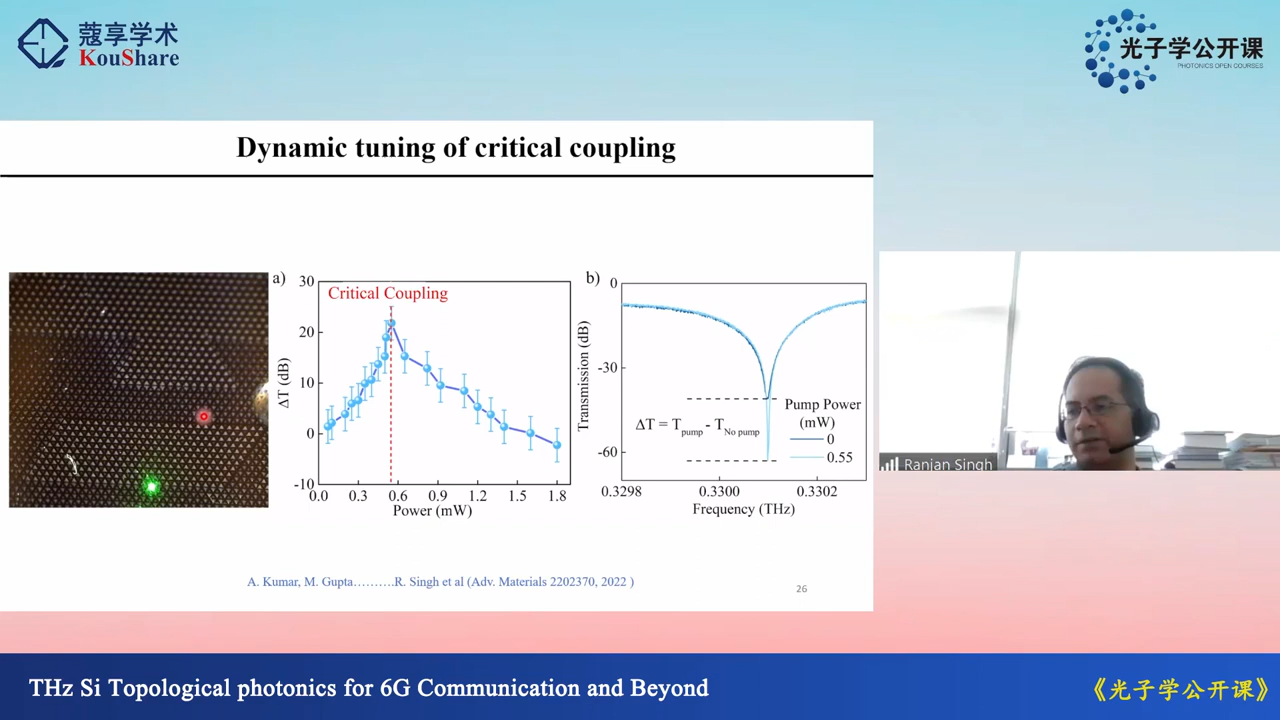 蔻享学术
KouShare
光子学公开课
PHOTONICS OPEN COURSES
Dynamic tuning of critical coupling
a)
30
20
10
0
-10
ΔT (dB)
Critical Coupling
0.0 0.3 0.6 0.9 1.2 1.5 1.8
Power (mW)
b)
0
-30
-60
Transmission (dB)
ΔT = Tpump - TNo pump
Pump Power
(mW)
0
0.55
0.3298 0.3300 0.3302
Frequency (THz)
A. Kumar, M. Gupta……….R. Singh et al (Adv. Materials 2202370, 2022 )
26
Ranjan Singh
THz Si Topological photonics for 6G Communication and Beyond
《光子学公开课》